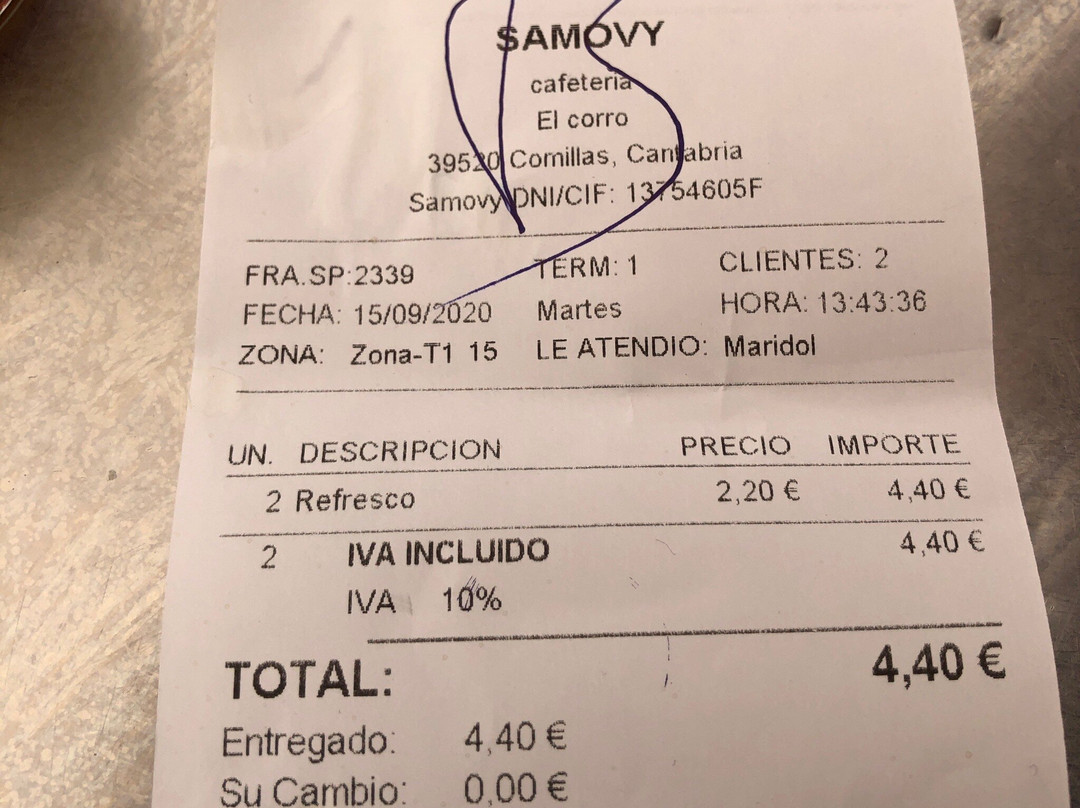 SAMOVY
cafeteria
El corro
39520 Comillas, Cantabria
Samovy DNI/CIF: 13754605F
FRA.SP:2339 TERM: 1 CLIENTES: 2
FECHA: 15/09/2020 Martes HORA: 13:43:36
ZONA: Zona-T1 15 LE ATENDIO: Maridol
UN. DESCRIPCION PRECIO IMPORTE
2 Refresco 2,20 € 4,40 €
2 IVA INCLUIDO 4,40 €
IVA 10%
TOTAL: 4,40 €
Entregado: 4,40 €
Su Cambio: 0,00 €